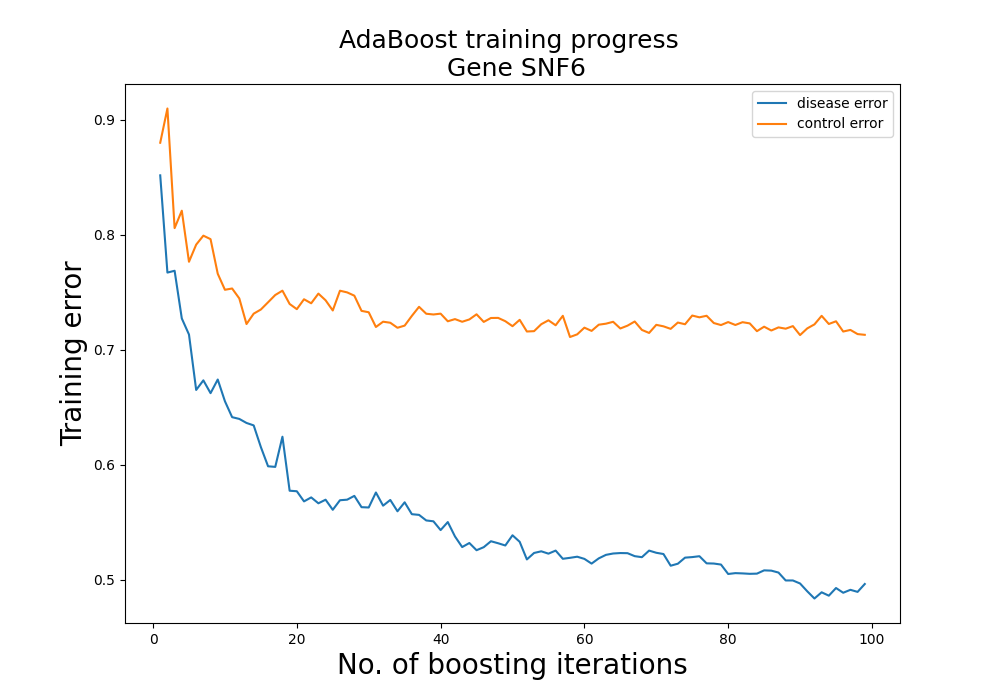 AdaBoost training progress
Gene SNF6
disease error
control error
Training error
0.9
0.8
0.7
0.6
0.5
0
20
40
60
80
100
No. of boosting iterations